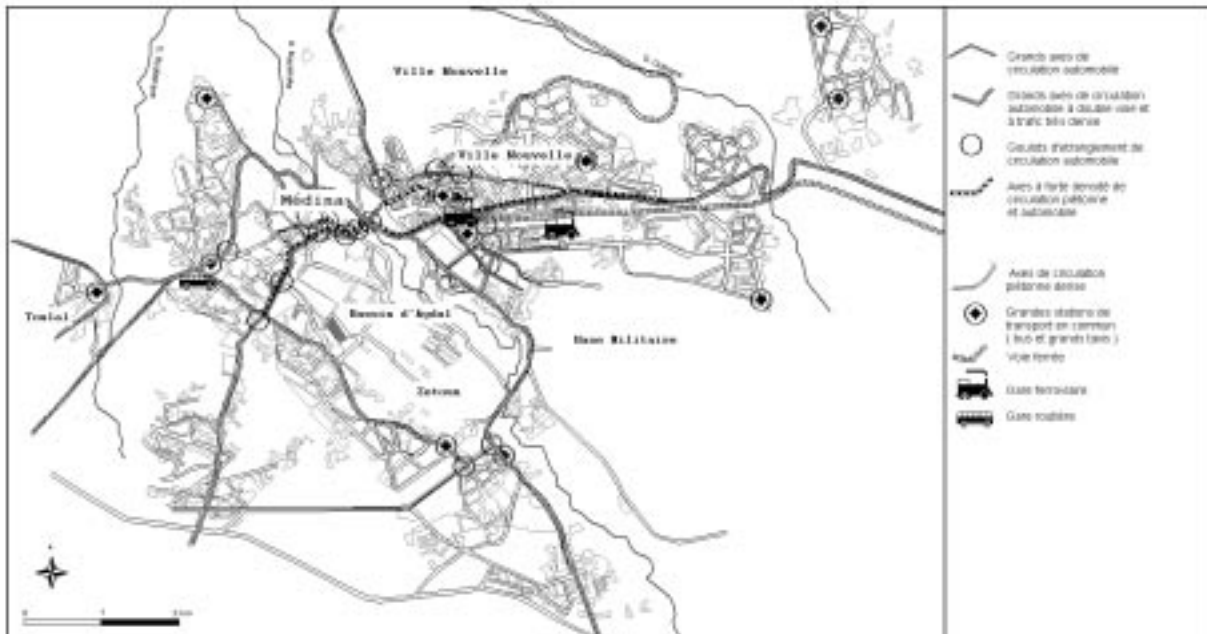 Ville Nouvelle
Ville Nouvelle
Médina
Bassin d'Agdal
Base Militaire
Zetoun
Grands axes de
circulation automobile
Grands axes de circulation
automobile à double voie et
à trafic très dense
Goulots d'étranglement de
circulation automobile
Axes à forte densité de
circulation piétonne
et automobile
Axes de circulation
piétonne dense
Grandes stations de
transport en commun
( bus et grands taxis )
Voie ferrée
Gare ferroviaire
Gare routière